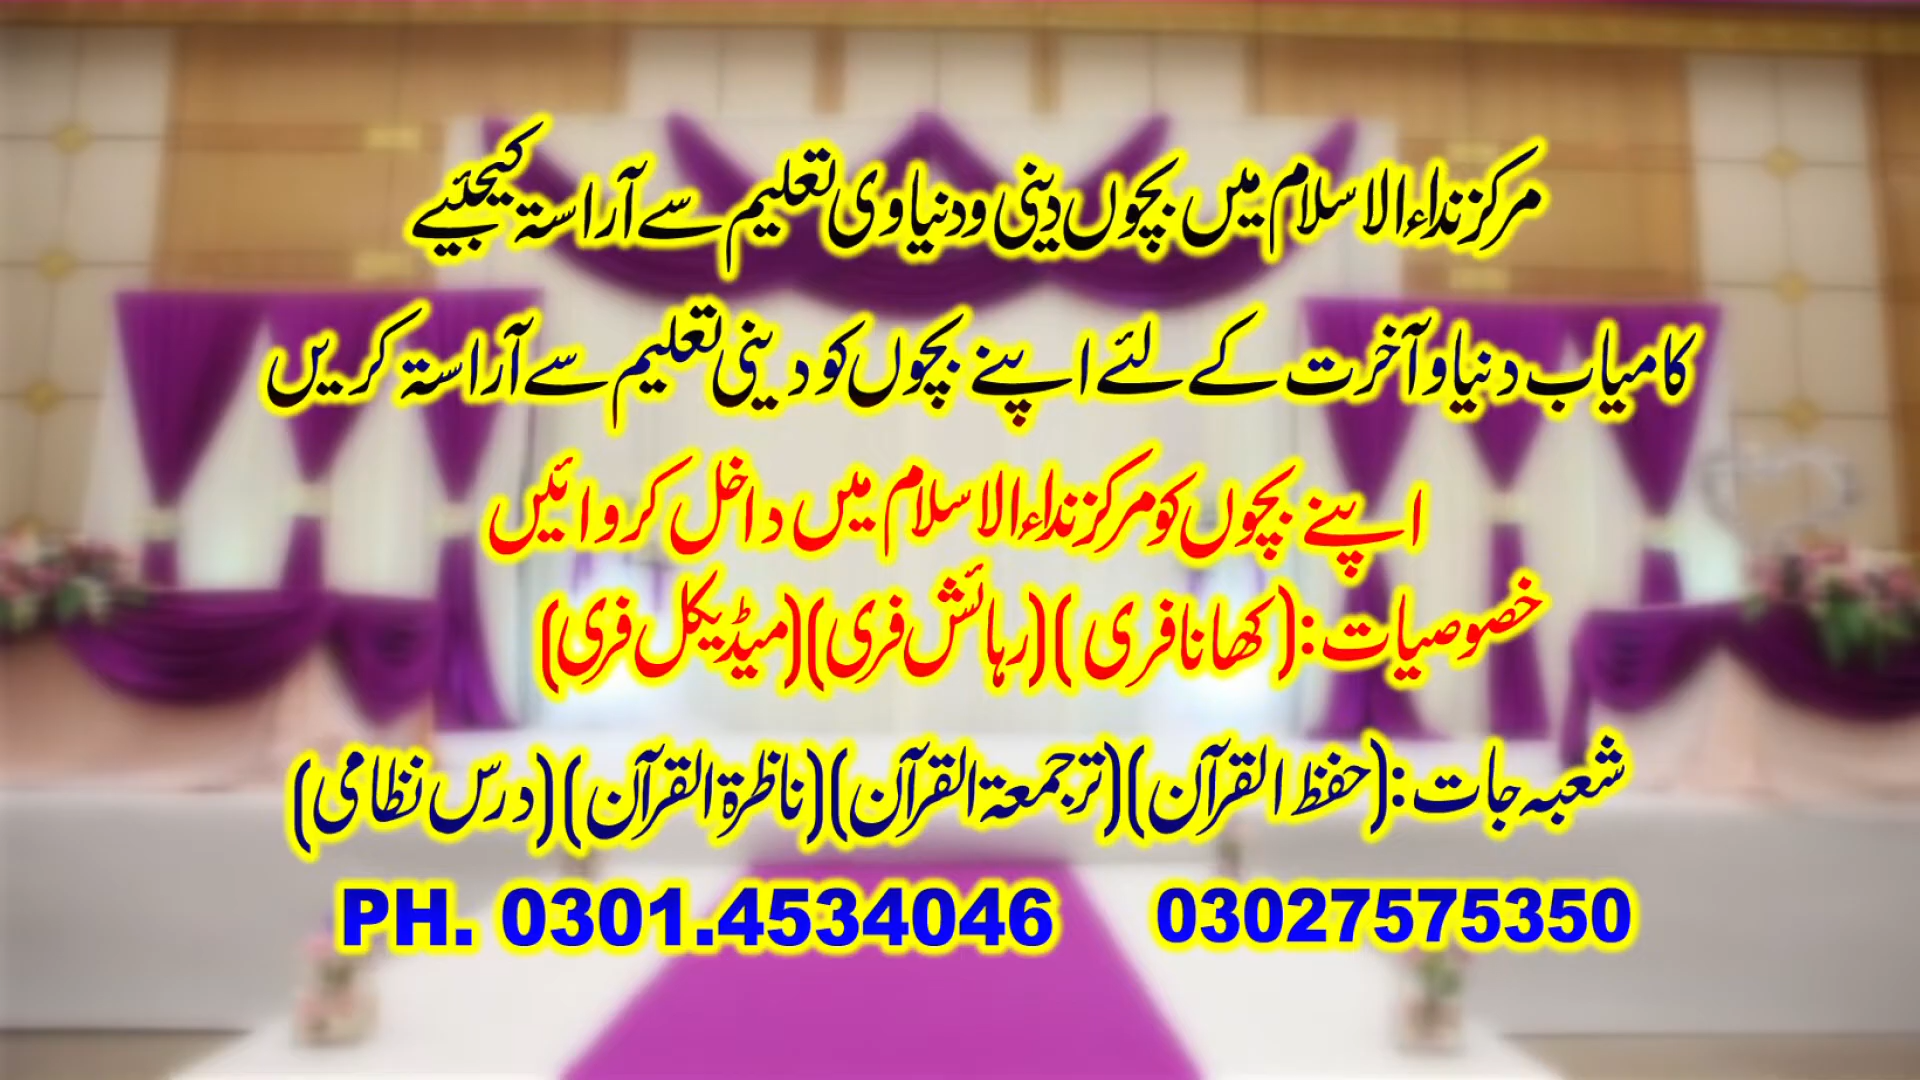 مرکز نداء الاسلام میں بچوں دینی و دنیاوی تعلیم سے آراستہ کیجئیے
کامیاب دنیا و آخرت کے لئے اپنے بچوں کو دینی تعلیم سے آراستہ کریں
اپنے بچوں کو مرکز نداء الاسلام میں داخل کروائیں
خصوصیات:(کھانا فری )(رہائش فری)(میڈیکل فری)
شعبہ جات:(حفظ القرآن)(ترجمعۃ القرآن)(ناظرۃ القرآن)(درس نظامی)
PH. 0301.4534046 03027575350